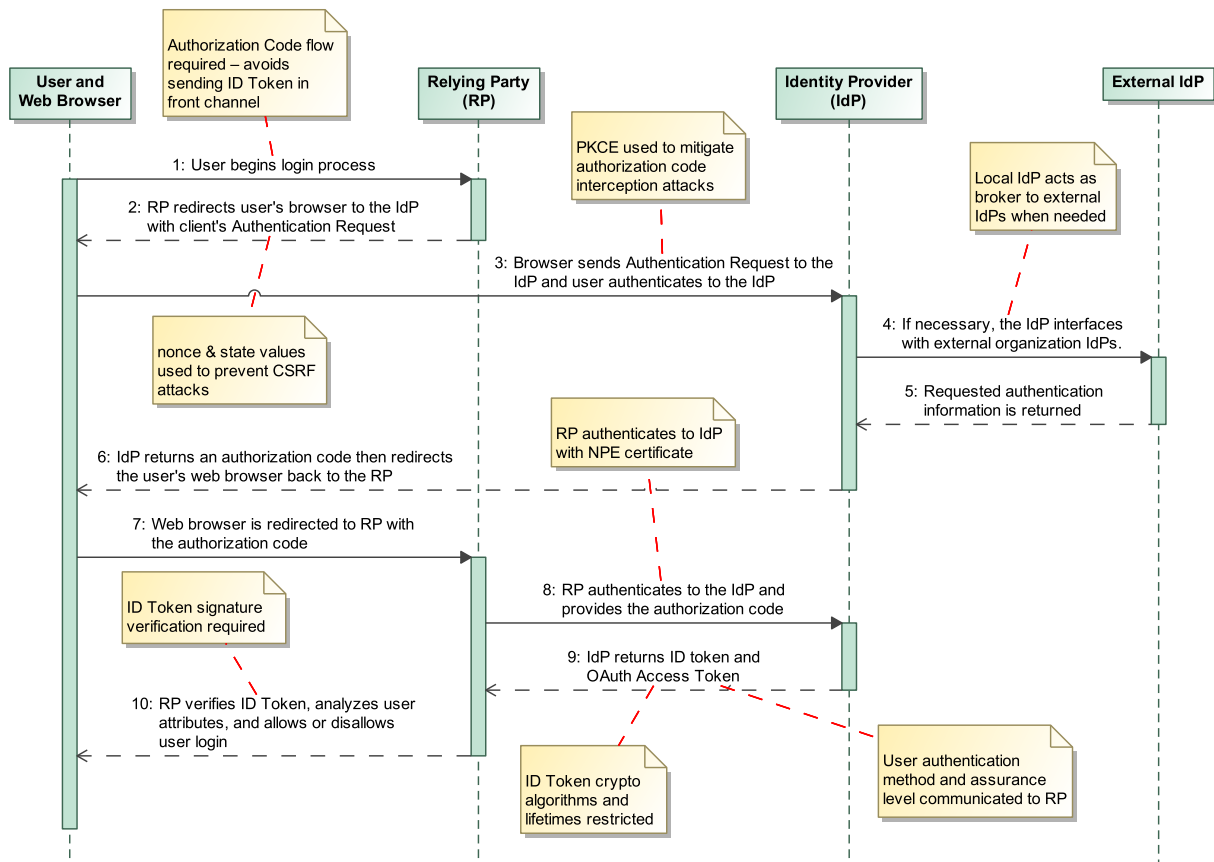 Authorization Code flow
required – avoids
sending ID Token in
front channel
User and
Web Browser
Relying Party
(RP)
Identity Provider
(IdP)
External IdP
PKCE used to mitigate
authorization code
interception attacks
Local IdP acts as
broker to external
IdPs when needed
1: User begins login process
2: RP redirects user's browser to the IdP
with client's Authentication Request
3: Browser sends Authentication Request to the
IdP and user authenticates to the IdP
nonce & state values
used to prevent CSRF
attacks
4: If necessary, the IdP interfaces
with external organization IdPs.
5: Requested authentication
information is returned
RP authenticates to IdP
with NPE certificate
6: IdP returns an authorization code then redirects
the user's web browser back to the RP
7: Web browser is redirected to RP with
the authorization code
ID Token signature
verification required
8: RP authenticates to the IdP and
provides the authorization code
9: IdP returns ID token and
OAuth Access Token
10: RP verifies ID Token, analyzes user
attributes, and allows or disallows
user login
ID Token crypto
algorithms and
lifetimes restricted
User authentication
method and assurance
level communicated to RP